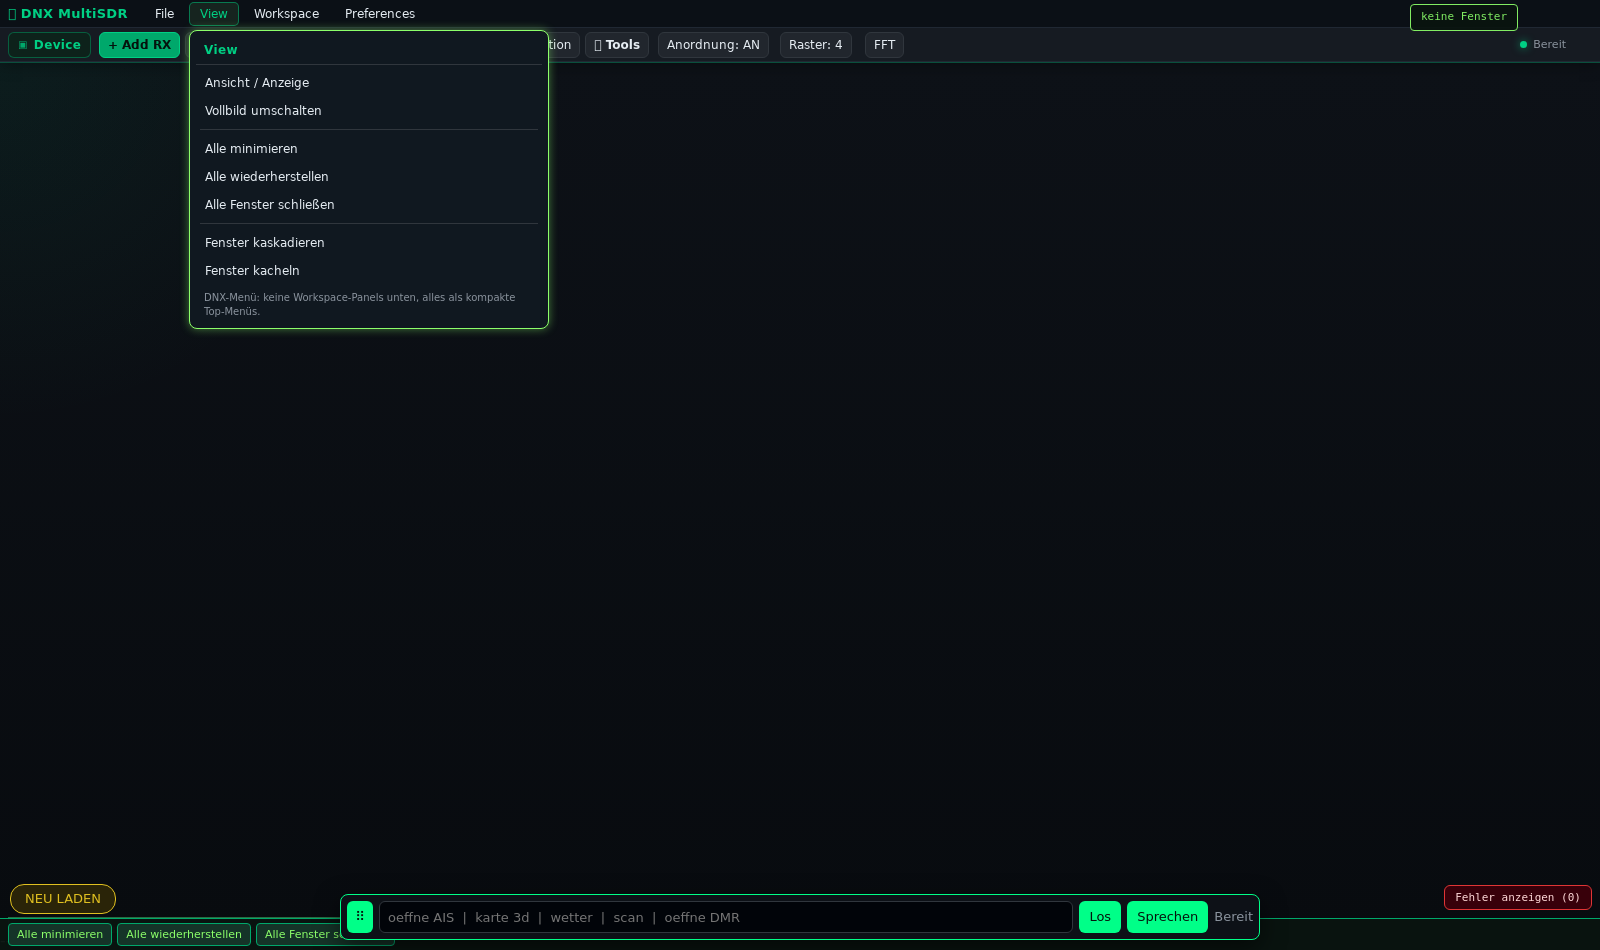 DNX MultiSDR File View Workspace Preferences keine Fenster
Device + Add RX tion Tools Anordnung: AN Raster: 4 FFT Bereit
View
Ansicht / Anzeige
Vollbild umschalten
Alle minimieren
Alle wiederherstellen
Alle Fenster schließen
Fenster kaskadieren
Fenster kacheln
DNX-Menü: keine Workspace-Panels unten, alles als kompakte
Top-Menüs.
NEU LADEN
Fehler anzeigen (0)
oeffne AIS | karte 3d | wetter | scan | oeffne DMR Los Sprechen Bereit
Alle minimieren Alle wiederherstellen Alle Fenster s